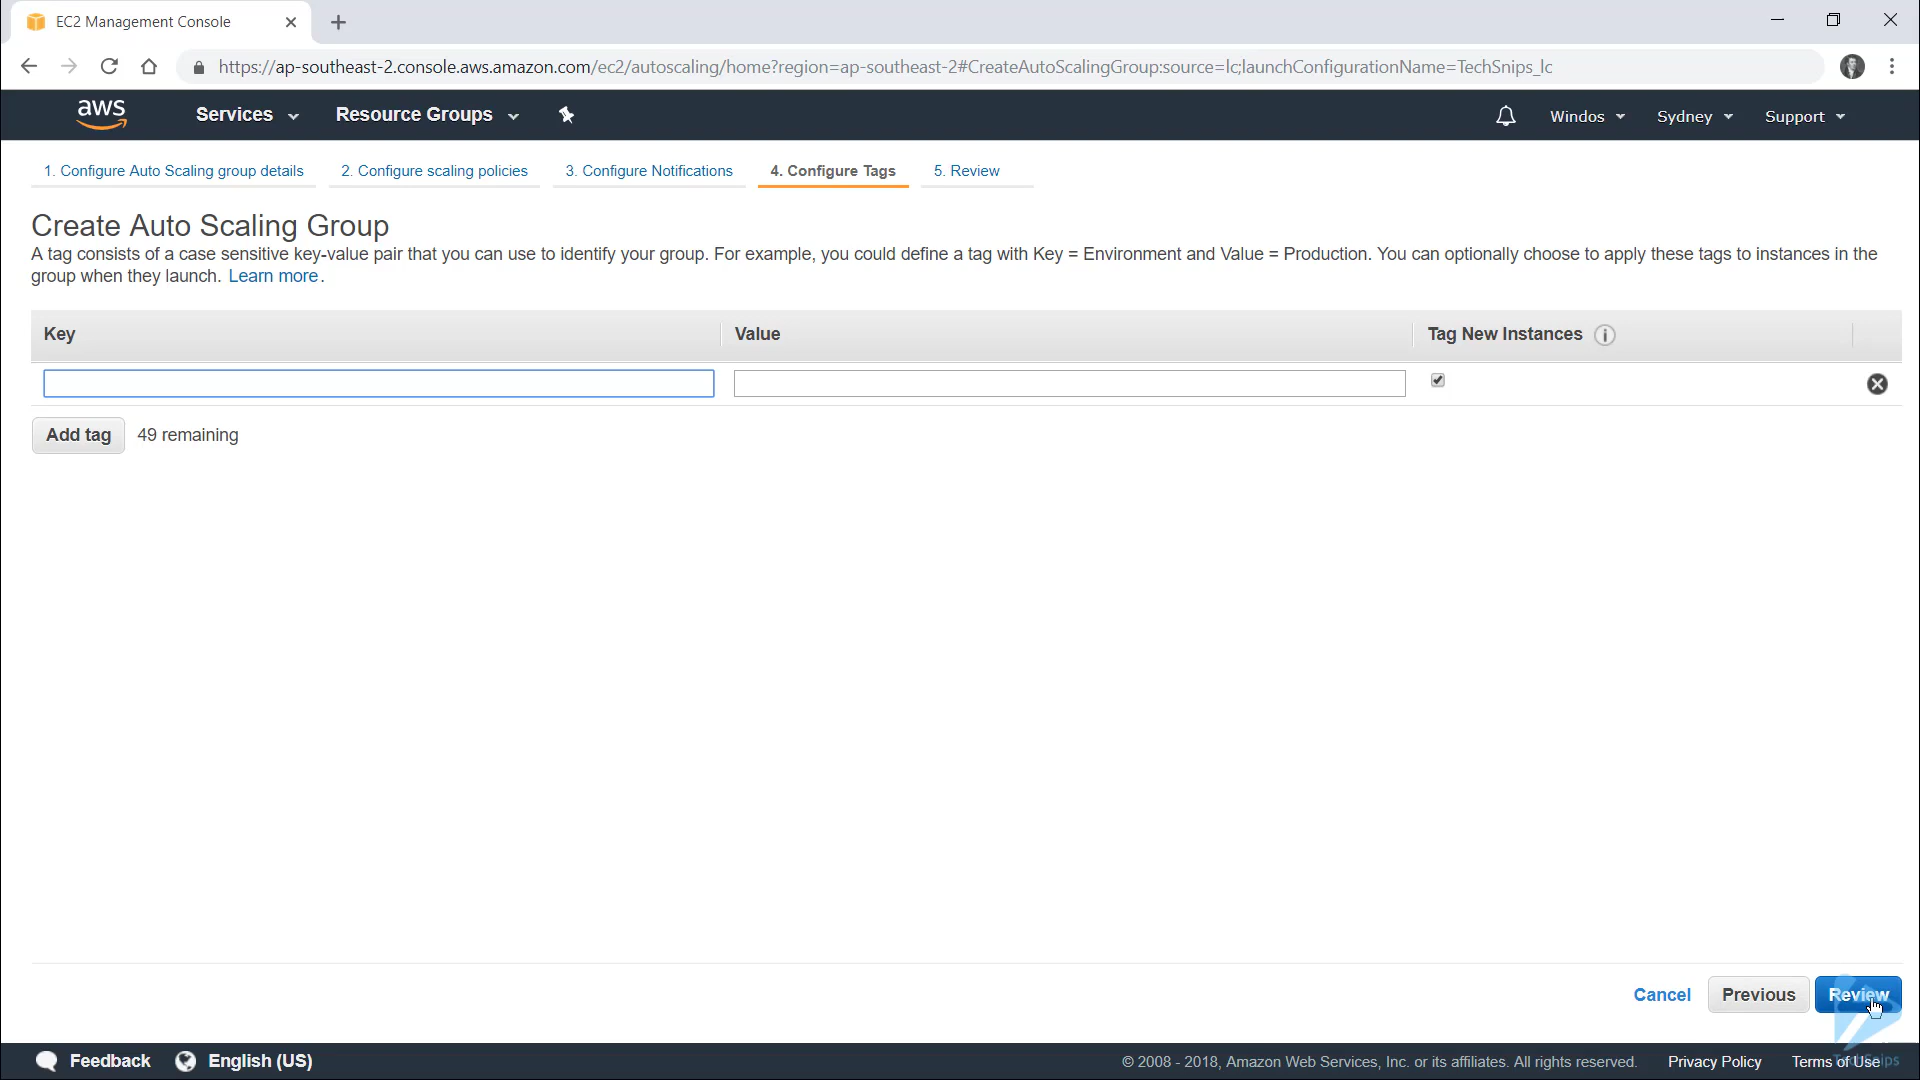 EC2 Management Console
https://ap-southeast-2.console.aws.amazon.com/ec2/autoscaling/home?region=ap-southeast-2#CreateAutoScalingGroup:source=lc;launchConfigurationName=TechSnips_lc
aws Services Resource Groups Windos Sydney Support
1. Configure Auto Scaling group details 2. Configure scaling policies 3. Configure Notifications 4. Configure Tags 5. Review
Create Auto Scaling Group
A tag consists of a case sensitive key-value pair that you can use to identify your group. For example, you could define a tag with Key = Environment and Value = Production. You can optionally choose to apply these tags to instances in the
group when they launch. Learn more.
Key Value Tag New Instances
Add tag 49 remaining
Cancel Previous Review
Feedback English (US) © 2008 - 2018, Amazon Web Services, Inc. or its affiliates. All rights reserved. Privacy Policy Terms of Use